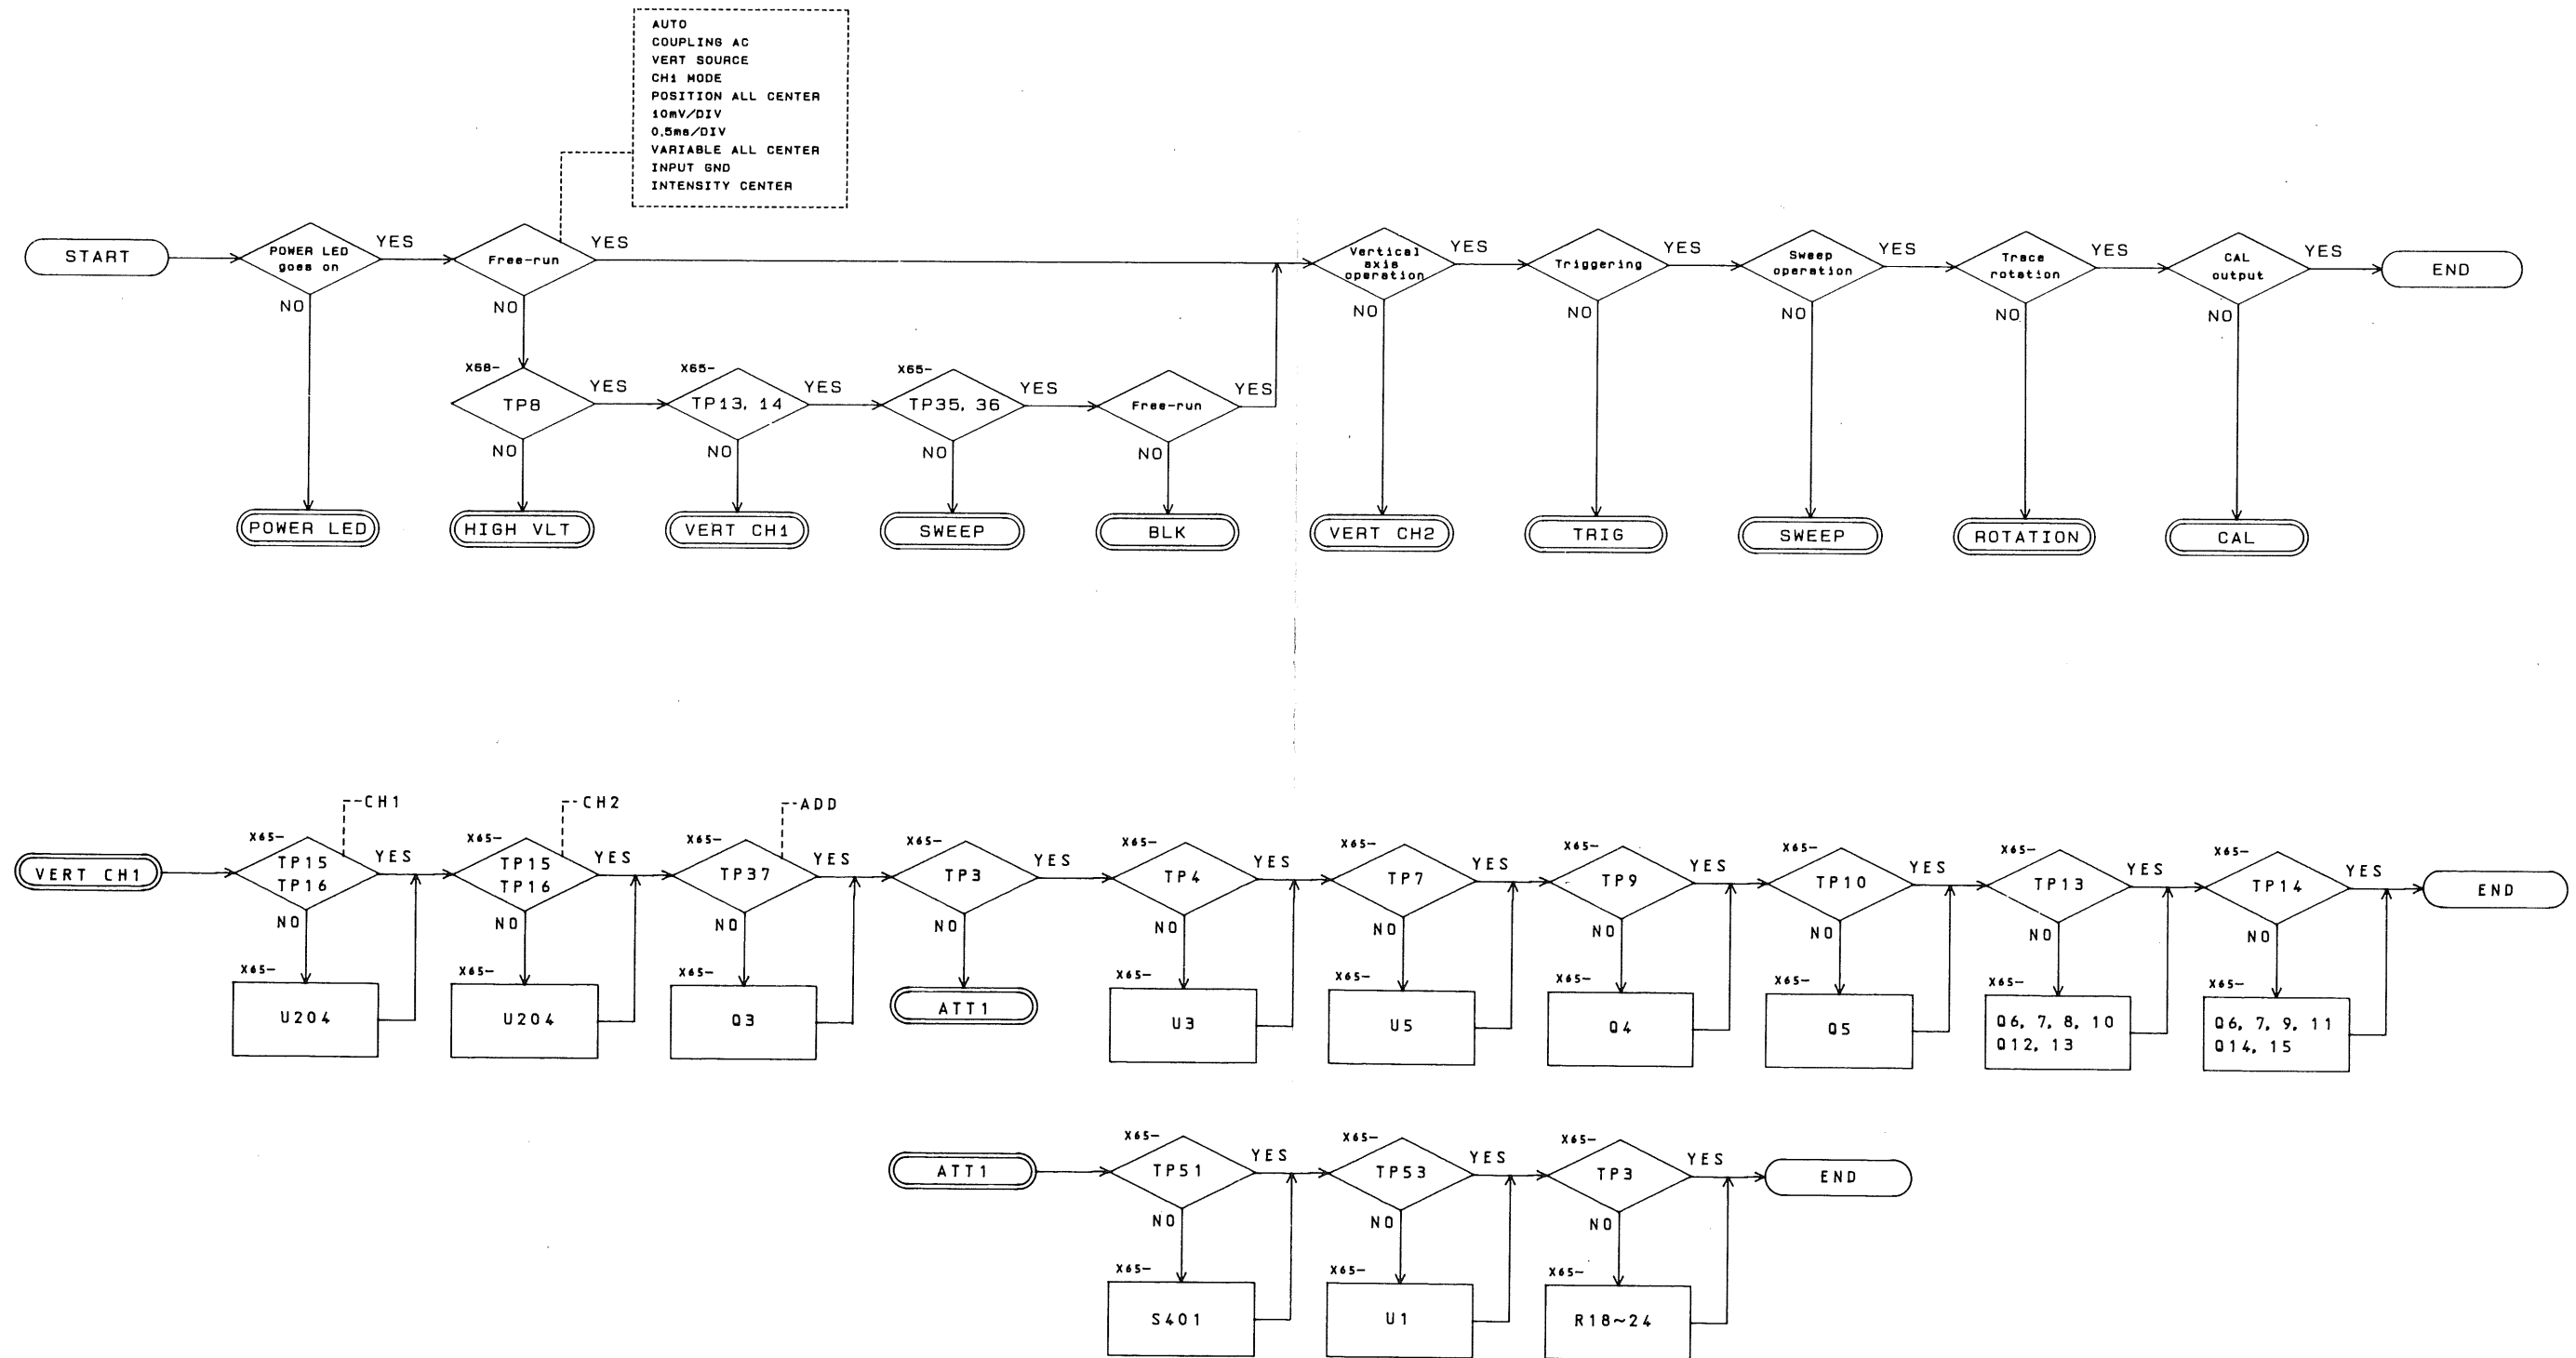 AUTO
COUPLING AC
VERT SOURCE
CH1 MODE
POSITION ALL CENTER
10mV/DIV
0.5ms/DIV
VARIABLE ALL CENTER
INPUT GND
INTENSITY CENTER
START
POWER LED
goes on
YES
NO
Free-run
YES
NO
Vertical
axis
operation
YES
NO
Triggering
YES
NO
Sweep
operation
YES
NO
Trace
rotation
YES
NO
CAL
output
YES
NO
END
X68-
TP8
YES
NO
X65-
TP13, 14
YES
NO
X65-
TP35, 36
YES
NO
Free-run
YES
NO
POWER LED
HIGH VLT
VERT CH1
SWEEP
BLK
VERT CH2
TRIG
SWEEP
ROTATION
CAL
VERT CH1
CH1
X65-
TP15
TP16
YES
NO
CH2
X65-
TP15
TP16
YES
NO
ADD
X65-
TP37
YES
NO
X65-
TP3
YES
NO
X65-
TP4
YES
NO
X65-
TP7
YES
NO
X65-
TP9
YES
NO
X65-
TP10
YES
NO
X65-
TP13
YES
NO
X65-
TP14
YES
NO
END
X65-
U204
X65-
U204
X65-
Q3
ATT1
X65-
U3
X65-
U5
X65-
Q4
X65-
Q5
X65-
Q6, 7, 8, 10
Q12, 13
X65-
Q6, 7, 9, 11
Q14, 15
ATT1
X65-
TP51
YES
NO
X65-
TP53
YES
NO
X65-
TP3
YES
NO
END
X65-
S401
X65-
U1
X65-
R18~24